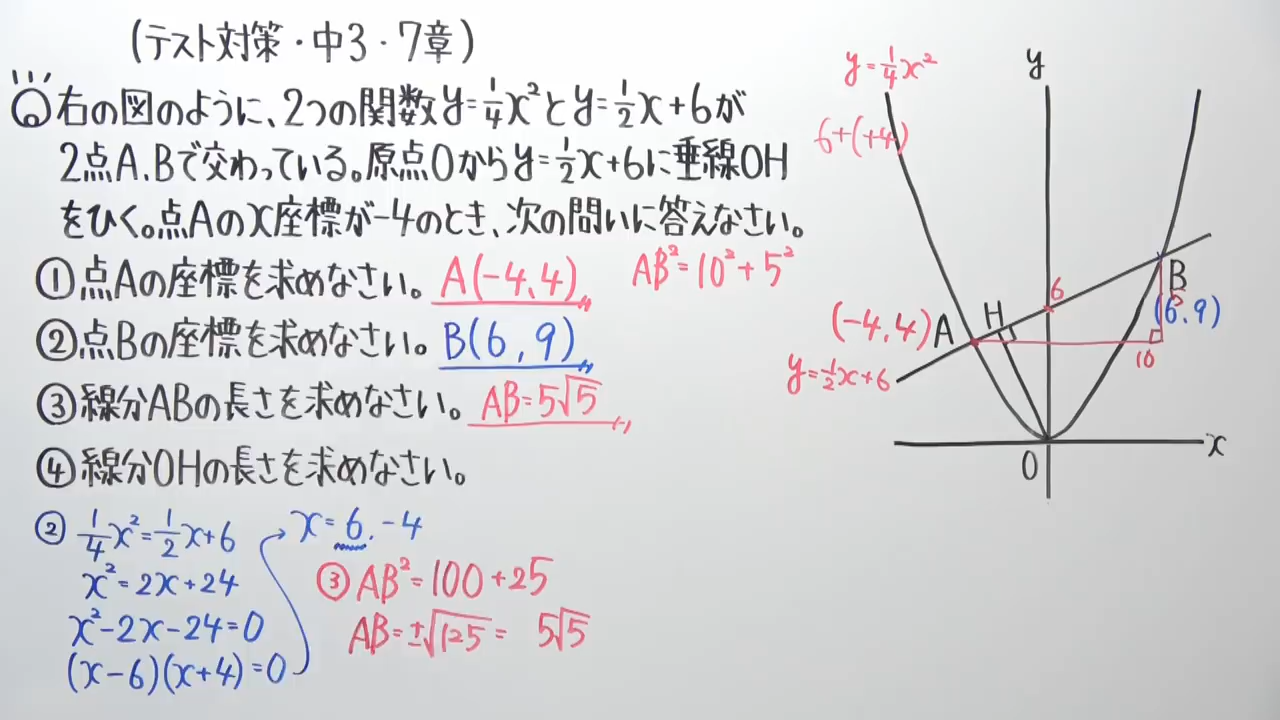 (テスト対策・中3・7章)
Q 右の図のように、2つの関数y=1/4x²とy=1/2x+6が
2点A、Bで交わっている。原点Oからy=1/2x+6に垂線OH
をひく。点Aのx座標が-4のとき、次の問いに答えなさい。
①点Aの座標を求めなさい。 A(-4,4)
AB²=10²+5²
②点Bの座標を求めなさい。 B(6,9)
③線分ABの長さを求めなさい。 AB=5√5
④線分OHの長さを求めなさい。
② 1/4x²=1/2x+6
x²=2x+24
x²-2x-24=0
(x-6)(x+4)=0
x=6,-4
③ AB²=100+25
AB=±√125= 5√5
y=1/4x²
6+(+4)
y
6
B
5
(6,9)
H
(-4,4) A
10
y=1/2x+6
x
O